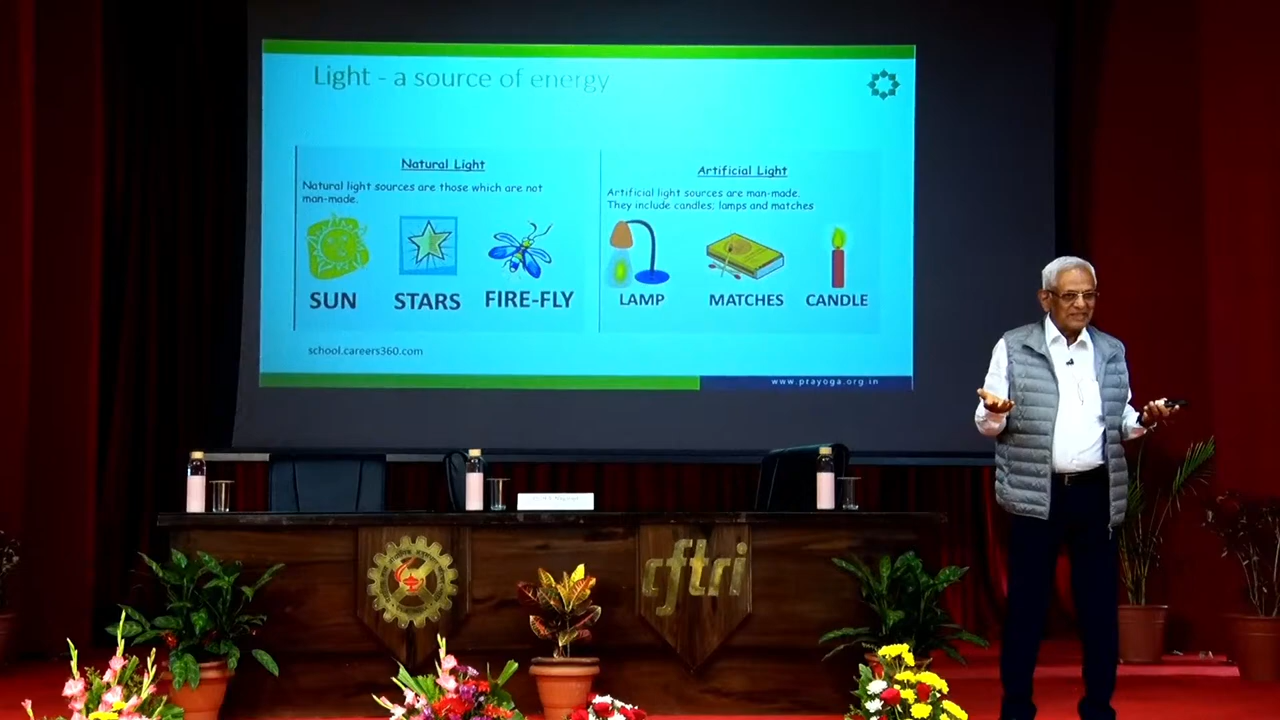 Light - a source of energy
Natural Light
Natural light sources are those which are not
man-made.
SUN
STARS
FIRE-FLY
Artificial Light
Artificial light sources are man-made.
They include candles, lamps and matches
LAMP
MATCHES
CANDLE
school.careers360.com
www.prayoga.org.in
cftri